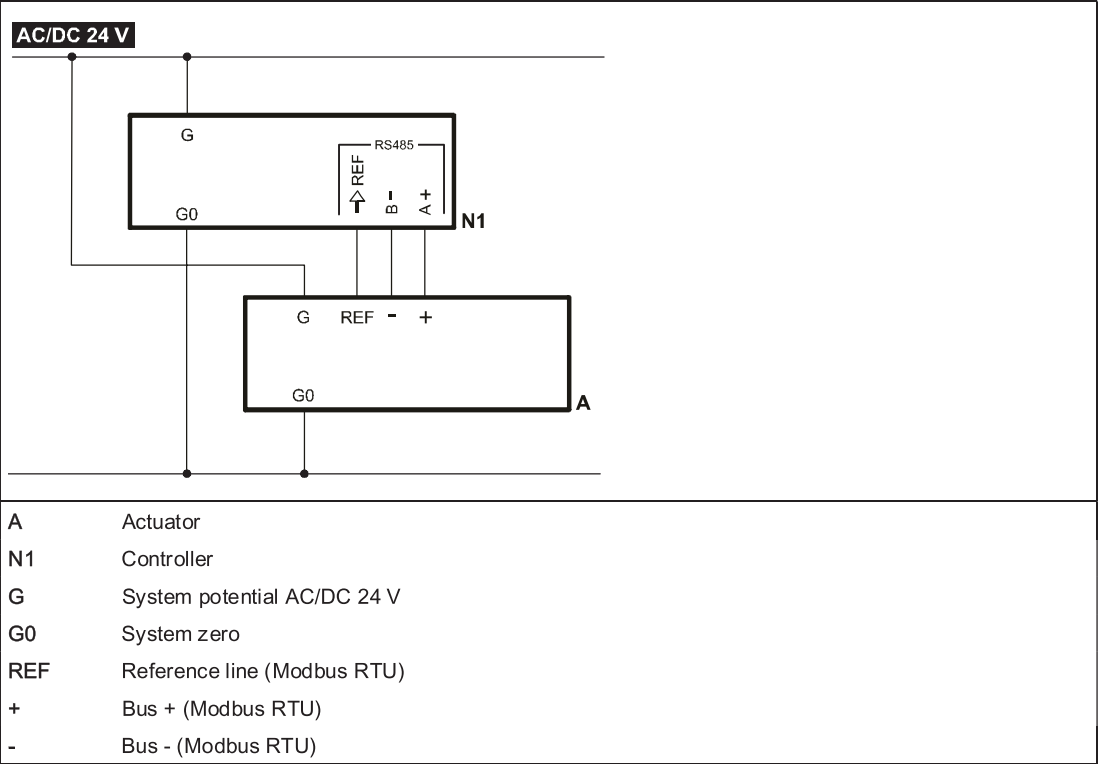 AC/DC 24 V
G
RS485
REF
B -
A +
G0
N1
G REF - +
G0
A
A Actuator
N1 Controller
G System potential AC/DC 24 V
G0 System zero
REF Reference line (Modbus RTU)
+ Bus + (Modbus RTU)
- Bus - (Modbus RTU)